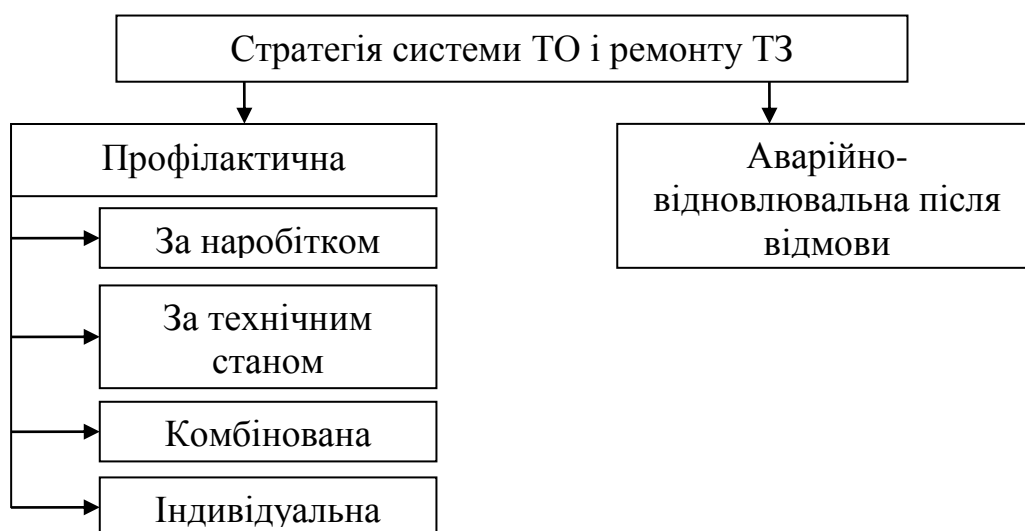 Стратегія системи ТО і ремонту ТЗ
Профілактична
Аварійно-
відновлювальна після
відмови
За наробітком
За технічним
станом
Комбінована
Індивідуальна